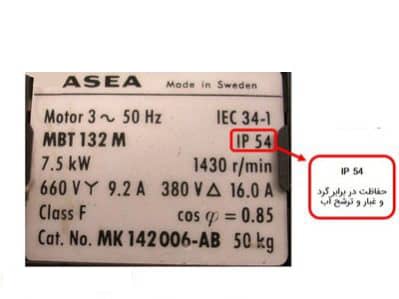 ASEA Made in Sweden
Motor 3 ~ 50 Hz IEC 34-1
MBT 132 M IP 54
7.5 kW 1430 r/min
660 V Y 9.2 A 380 V Δ 16.0 A
Class F cos φ = 0.85
Cat. No. MK 142 006-AB 50 kg
IP 54
حفاظت در برابر گرد
و غبار و ترشح آب